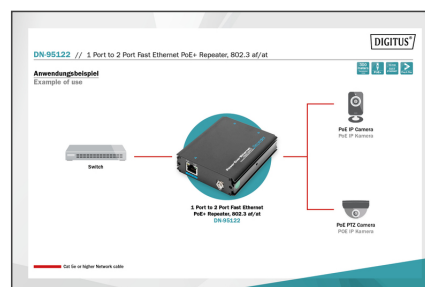 DIGITUS®
DN-95122 // 1 Port to 2 Port Fast Ethernet PoE+ Repeater, 802.3 af/at
Anwendungsbeispiel
Example of use
PoE IP Camera
PoE IP Kamera
Switch
1 Port to 2 Port Fast Ethernet
PoE+ Repeater, 802.3 af/at
DN-95122
PoE PTZ Camera
POE IP Kamera
Cat 5e or higher Network cable